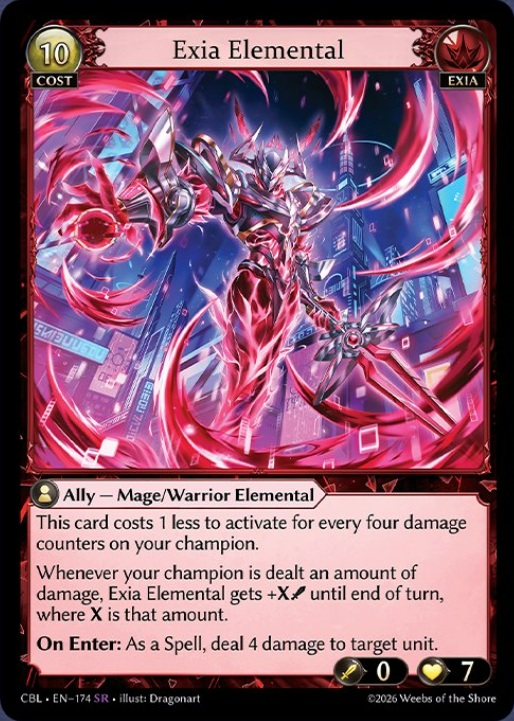 10
COST
Exia Elemental
EXIA
Ally — Mage/Warrior Elemental
This card costs 1 less to activate for every four damage
counters on your champion.
Whenever your champion is dealt an amount of
damage, Exia Elemental gets +X until end of turn,
where X is that amount.
On Enter: As a Spell, deal 4 damage to target unit.
0
7
CBL • EN–174 SR • illust: Dragonart
©2026 Weebs of the Shore